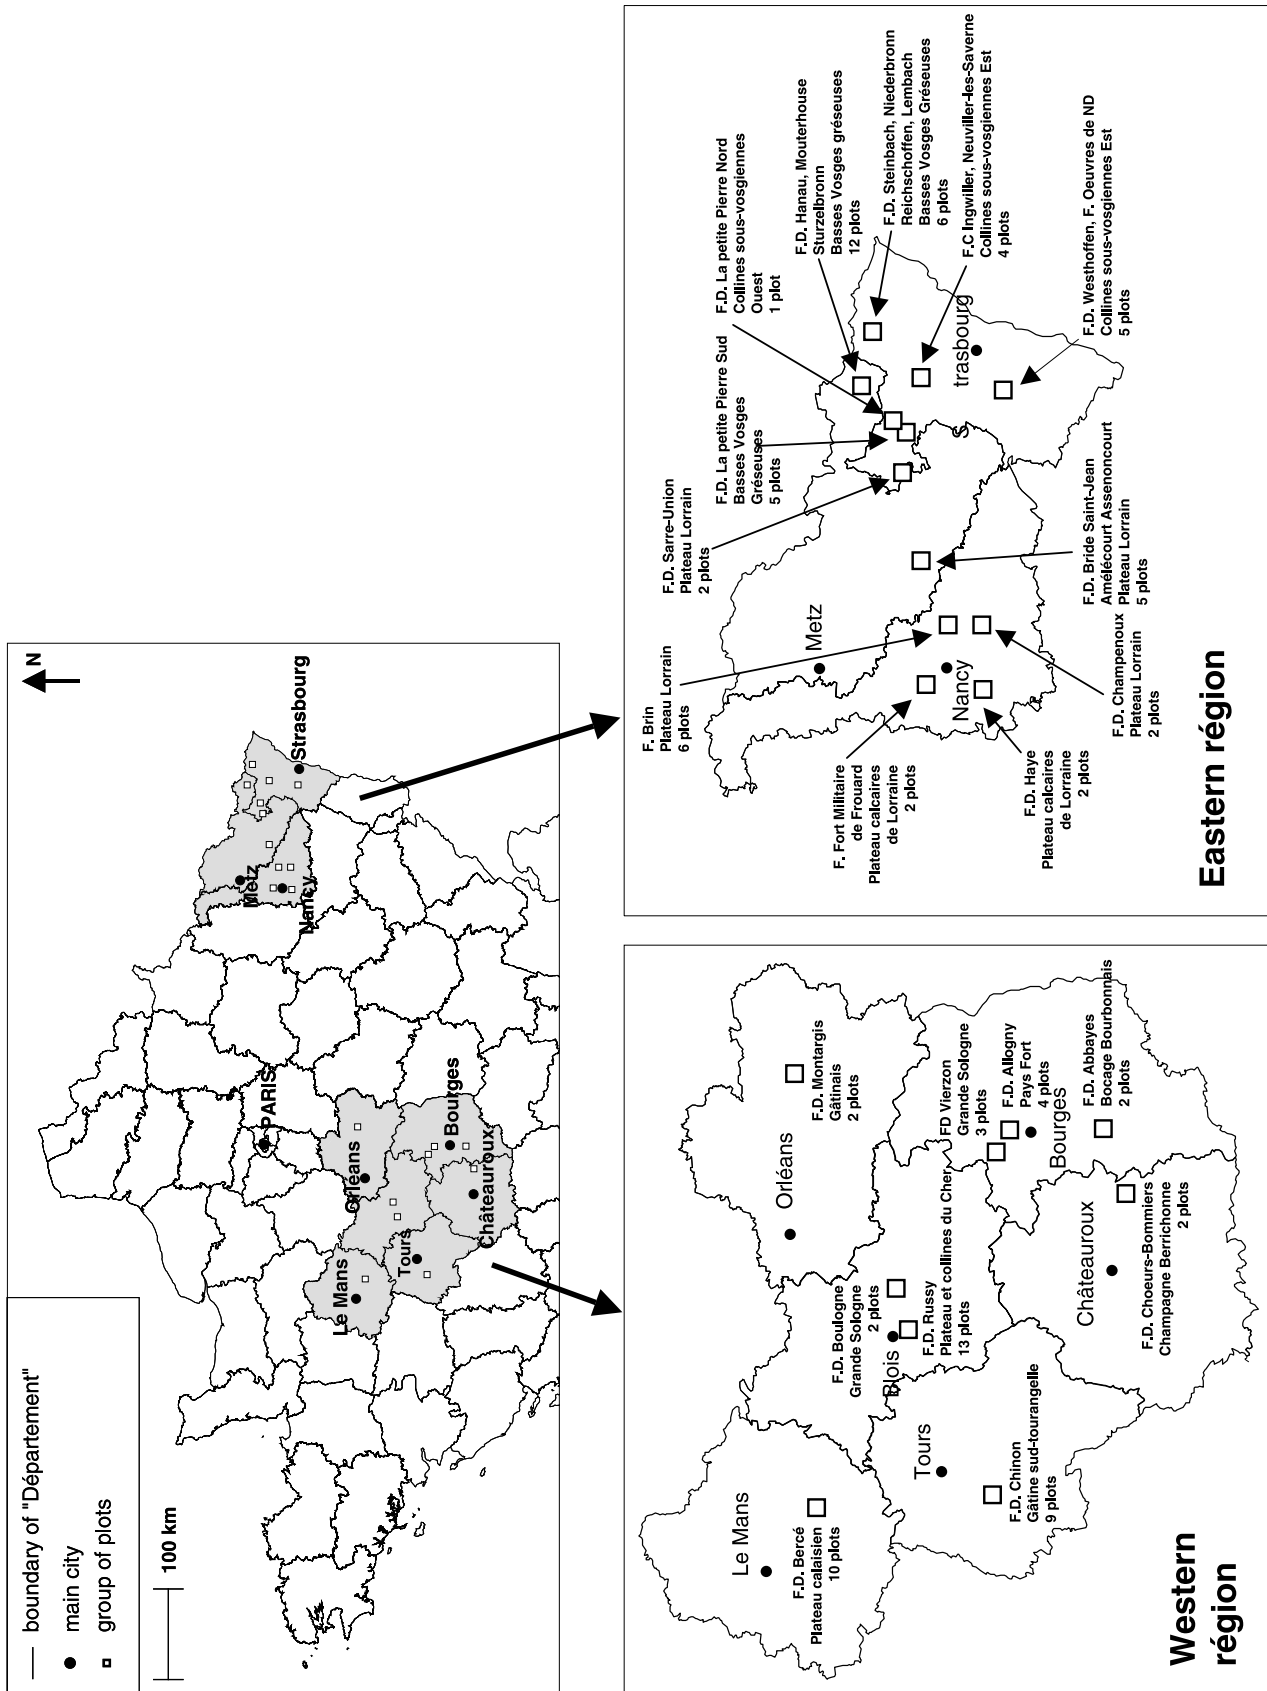 boundary of "Département"
main city
group of plots
100 km
N
PARIS
Strasbourg
Metz
Nancy
Orléans
Le Mans
Tours
Bourges
Châteauroux
Western
région
Le Mans
F.D. Bercé
Plateau calaisien
10 plots
Orléans
F.D. Montargis
Gâtinais
2 plots
F.D. Boulogne
Grande Sologne
2 plots
Blois
F.D. Russy
Plateau et collines du Cher
13 plots
FD Vierzon
Grande Sologne
3 plots
F.D. Allogny
Pays Fort
4 plots
Bourges
F.D. Abbayes
Bocage Bourbonnais
2 plots
Tours
F.D. Chinon
Gâtine sud-tourangelle
9 plots
Châteauroux
F.D. Choeurs-Bommiers
Champagne Berrichonne
2 plots
Eastern région
F. Brin
Plateau Lorrain
6 plots
Metz
F.D. Sarre-Union
Plateau Lorrain
2 plots
F.D. La petite Pierre Sud
Basses Vosges
Gréseuses
5 plots
F.D. La petite Pierre Nord
Collines sous-vosgiennes
Ouest
1 plot
F.D. Hanau, Mouterhouse
Sturzelbronn
Basses Vosges gréseuses
12 plots
F.D. Steinbach, Niederbronn
Reichschoffen, Lembach
Basses Vosges Gréseuses
6 plots
F.C Ingwiller, Neuviller-les-Saverne
Collines sous-vosgiennes Est
4 plots
S
trasbourg
F.D. Westhoffen, F. Oeuvres de ND
Collines sous-vosgiennes Est
5 plots
F. Fort Militaire
de Frouard
Plateau calcaires
de Lorraine
2 plots
Nancy
F.D. Haye
Plateau calcaires
de Lorraine
2 plots
F.D. Champenoux
Plateau Lorrain
2 plots
F.D. Bride Saint-Jean
Amélécourt Assenoncourt
Plateau Lorrain
5 plots